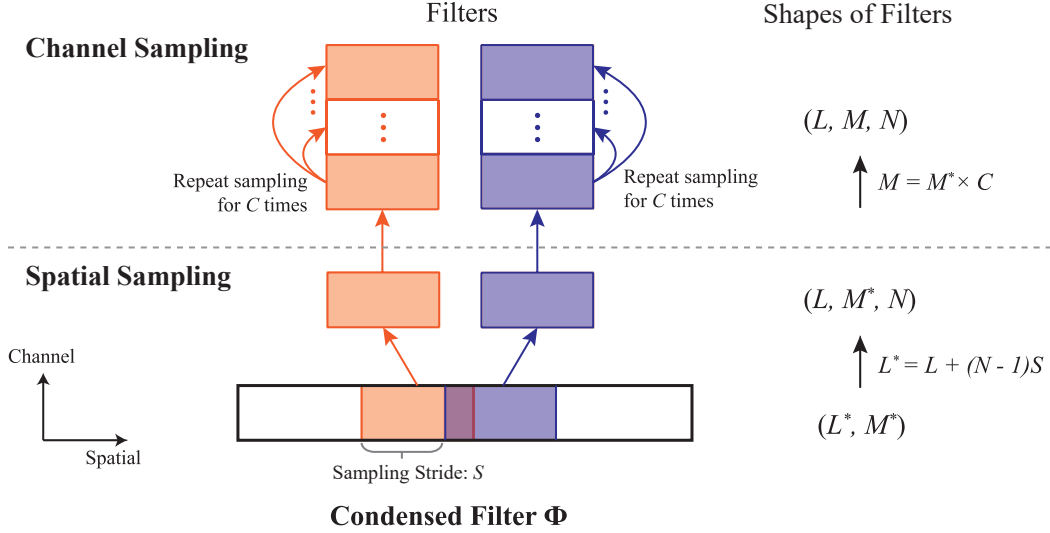 Filters
Shapes of Filters
Channel Sampling
(L, M, N)
Repeat sampling
for C times
Repeat sampling
for C times
M = M* × C
Spatial Sampling
(L, M*, N)
Channel
L* = L + (N - 1)S
(L*, M*)
Spatial
Sampling Stride: S
Condensed Filter Φ